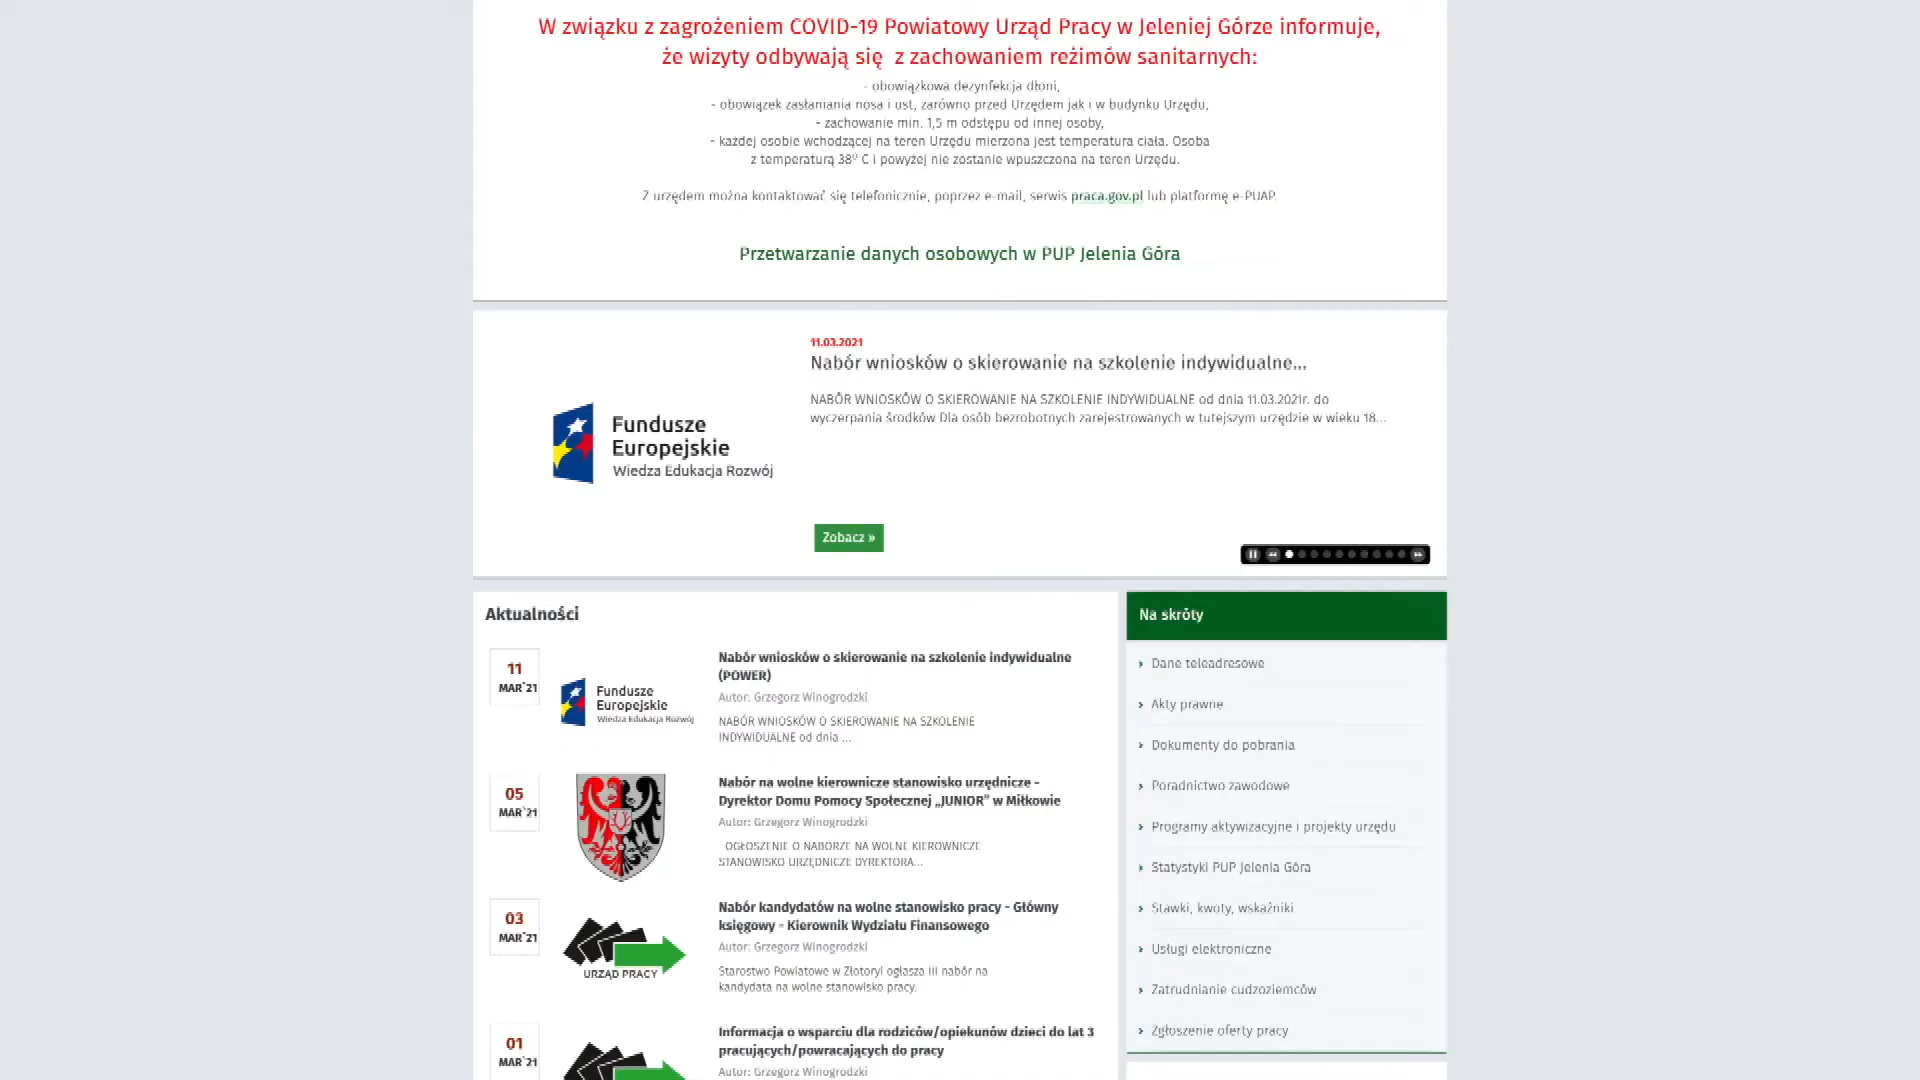 W związku z zagrożeniem COVID-19 Powiatowy Urząd Pracy w Jeleniej Górze informuje,
że wizyty odbywają się z zachowaniem reżimów sanitarnych:
- obowiązkowa dezynfekcja dłoni,
- obowiązek zasłaniania nosa i ust, zarówno przed Urzędem jak i w budynku Urzędu,
- zachowanie min. 1,5 m odstępu od innej osoby,
- każdej osobie wchodzącej na teren Urzędu mierzona jest temperatura ciała. Osoba
z temperaturą 38⁰ C i powyżej nie zostanie wpuszczona na teren Urzędu.
Z urzędem można kontaktować się telefonicznie, poprzez e-mail, serwis praca.gov.pl lub platformę e-PUAP.
Przetwarzanie danych osobowych w PUP Jelenia Góra
11.03.2021
Nabór wniosków o skierowanie na szkolenie indywidualne...
NABÓR WNIOSKÓW O SKIEROWANIE NA SZKOLENIE INDYWIDUALNE od dnia 11.03.2021r. do
wyczerpania środków Dla osób bezrobotnych zarejestrowanych w tutejszym urzędzie w wieku 18...
Fundusze
Europejskie
Wiedza Edukacja Rozwój
Zobacz »
Aktualności
11
MAR'21
Fundusze
Europejskie
Wiedza Edukacja Rozwój
Nabór wniosków o skierowanie na szkolenie indywidualne
(POWER)
Autor: Grzegorz Winogrodzki
NABÓR WNIOSKÓW O SKIEROWANIE NA SZKOLENIE
INDYWIDUALNE od dnia ...
05
MAR'21
Nabór na wolne kierownicze stanowisko urzędnicze -
Dyrektor Domu Pomocy Społecznej „JUNIOR” w Miłkowie
Autor: Grzegorz Winogrodzki
OGŁOSZENIE O NABORZE NA WOLNE KIEROWNICZE
STANOWISKO URZĘDNICZE DYREKTORA...
03
MAR'21
URZĄD PRACY
Nabór kandydatów na wolne stanowisko pracy - Główny
księgowy - Kierownik Wydziału Finansowego
Autor: Grzegorz Winogrodzki
Starostwo Powiatowe w Złotoryi ogłasza III nabór na
kandydata na wolne stanowisko pracy.
01
MAR'21
Informacja o wsparciu dla rodziców/opiekunów dzieci do lat 3
pracujących/powracających do pracy
Autor: Grzegorz Winogrodzki
Na skróty
Dane teleadresowe
Akty prawne
Dokumenty do pobrania
Poradnictwo zawodowe
Programy aktywizacyjne i projekty urzędu
Statystyki PUP Jelenia Góra
Stawki, kwoty, wskaźniki
Usługi elektroniczne
Zatrudnianie cudzoziemców
Zgłoszenie oferty pracy